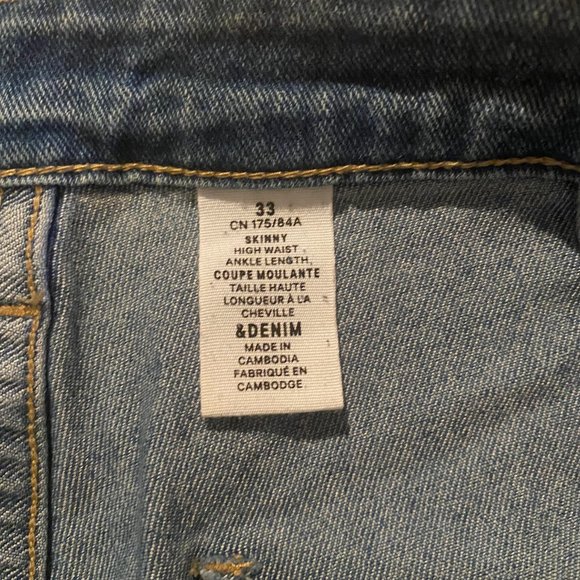 33
CN 175/84A
SKINNY
HIGH WAIST
ANKLE LENGTH
COUPE MOULANTE
TAILLE HAUTE
LONGUEUR À LA
CHEVILLE
&DENIM
MADE IN
CAMBODIA
FABRIQUÉ EN
CAMBODGE